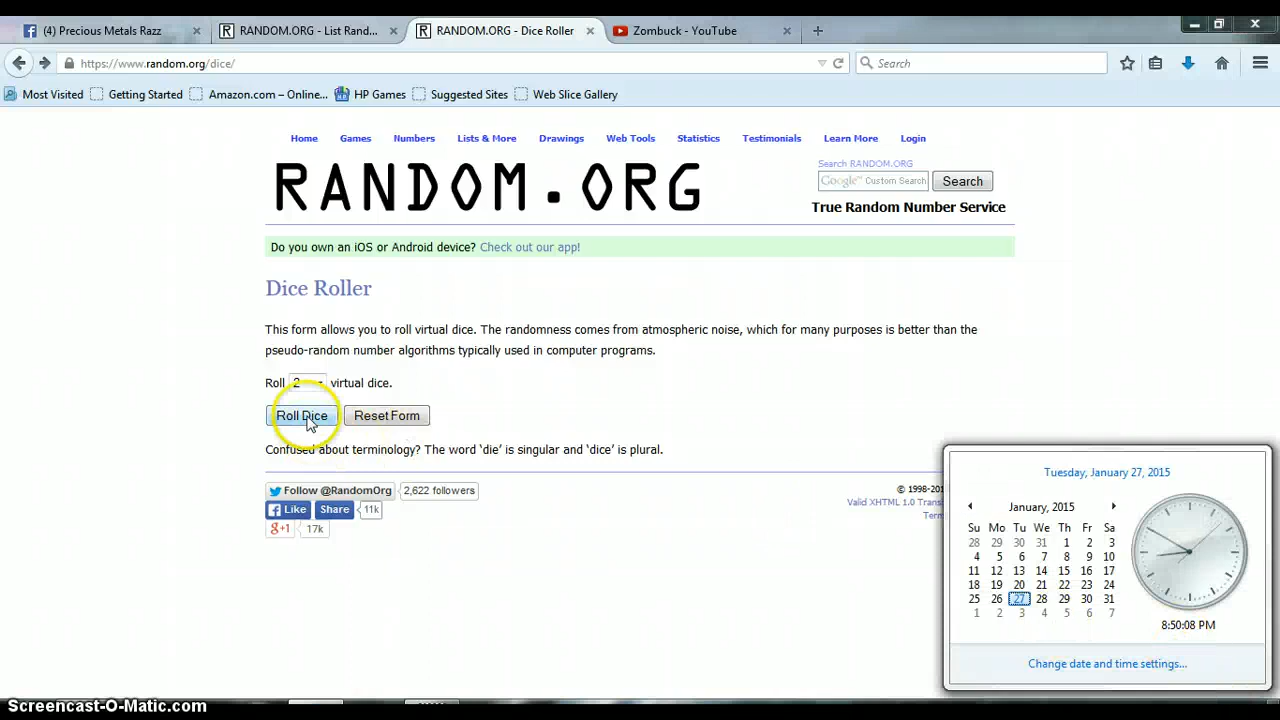 (4) Precious Metals Razz
RANDOM.ORG - List Rand...
RANDOM.ORG - Dice Roller
Zombuck - YouTube
https://www.random.org/dice/
Search
Most Visited
Getting Started
Amazon.com – Online...
HP Games
Suggested Sites
Web Slice Gallery
Home Games Numbers Lists & More Drawings Web Tools Statistics Testimonials Learn More Login
RANDOM.ORG
Search RANDOM.ORG
Google™ Custom Search
Search
True Random Number Service
Do you own an iOS or Android device? Check out our app!
Dice Roller
This form allows you to roll virtual dice. The randomness comes from atmospheric noise, which for many purposes is better than the
pseudo-random number algorithms typically used in computer programs.
Roll 2 virtual dice.
Roll Dice
Reset Form
Confused about terminology? The word ‘die’ is singular and ‘dice’ is plural.
Follow @RandomOrg
2,622 followers
Like
Share
11k
g+1
17k
© 1998-201
Valid XHTML 1.0 Trans
Term
Tuesday, January 27, 2015
January, 2015
Su Mo Tu We Th Fr Sa
28 29 30 31 1 2 3
4 5 6 7 8 9 10
11 12 13 14 15 16 17
18 19 20 21 22 23 24
25 26 27 28 29 30 31
1 2 3 4 5 6 7
8:50:08 PM
Change date and time settings...
Screencast-O-Matic.com